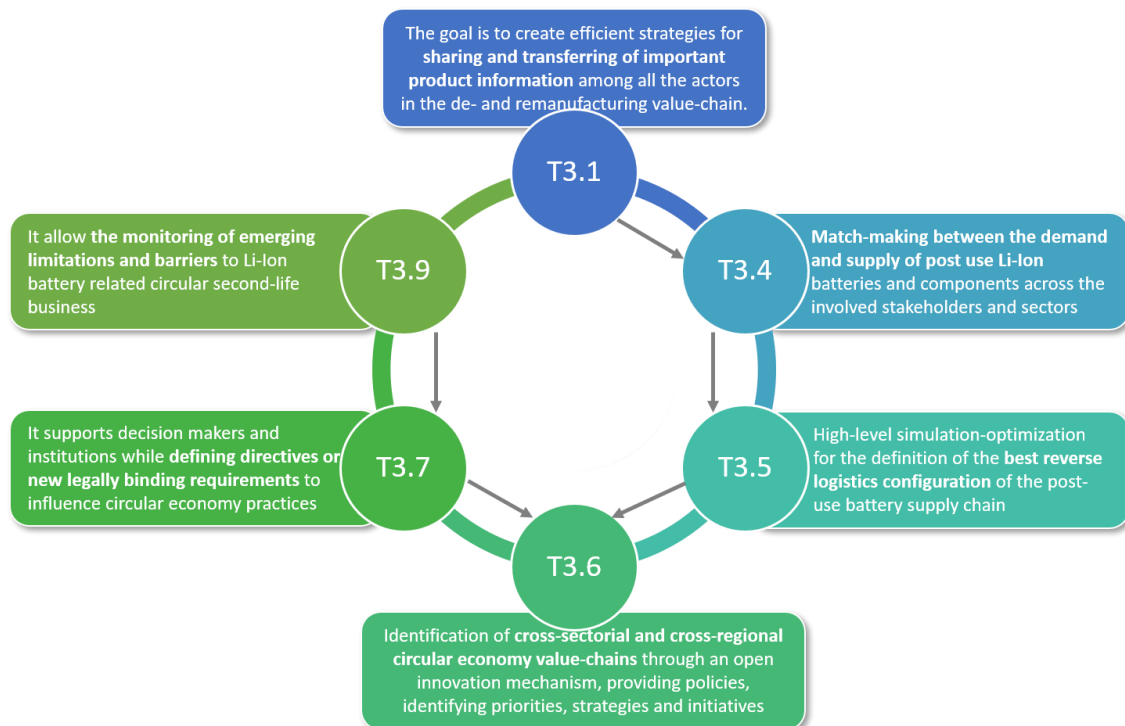 The goal is to create efficient strategies for
sharing and transferring of important
product information among all the actors
in the de- and remanufacturing value-chain.
T3.1
T3.4
Match-making between the demand
and supply of post use Li-Ion
batteries and components across the
involved stakeholders and sectors
T3.5
High-level simulation-optimization
for the definition of the best reverse
logistics configuration of the post-
use battery supply chain
T3.6
Identification of cross-sectorial and cross-regional
circular economy value-chains through an open
innovation mechanism, providing policies,
identifying priorities, strategies and initiatives
T3.7
It supports decision makers and
institutions while defining directives or
new legally binding requirements to
influence circular economy practices
T3.9
It allow the monitoring of emerging
limitations and barriers to Li-Ion
battery related circular second-life
business